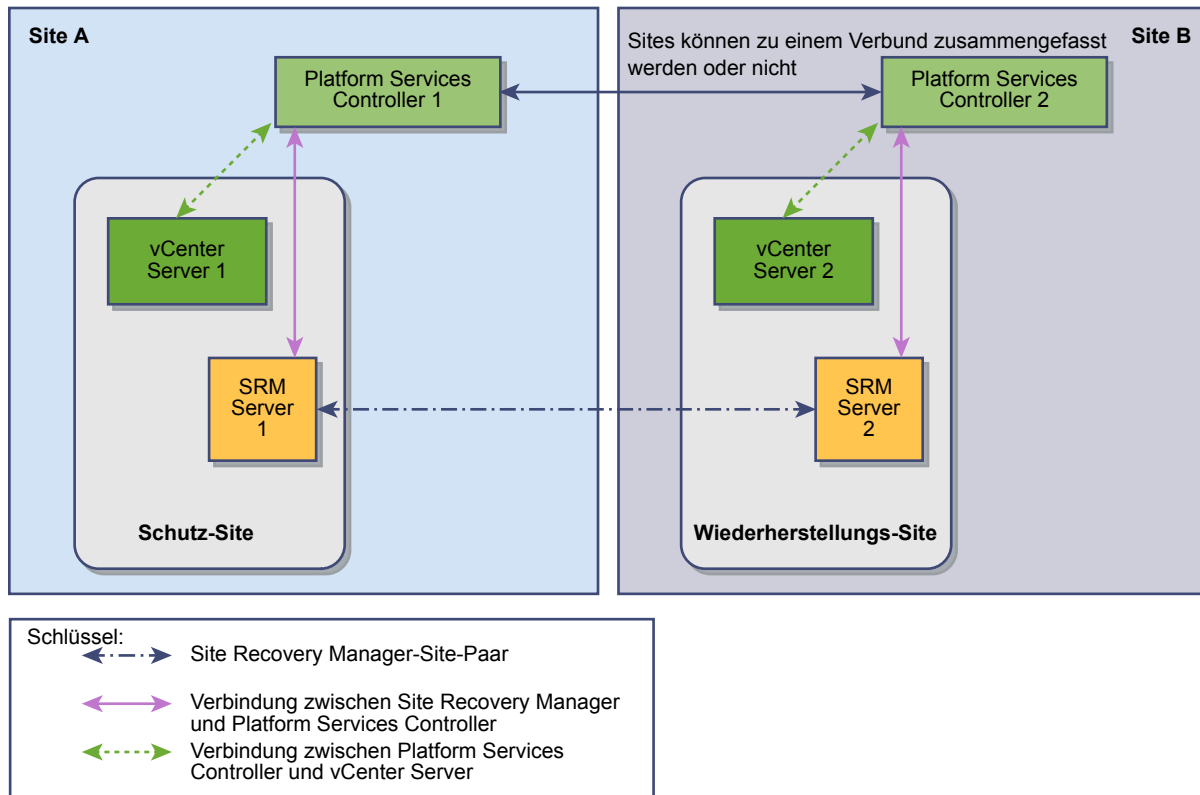 Site A
Platform Services
Controller 1
Sites können zu einem Verbund zusammengefasst
werden oder nicht
Site B
Platform Services
Controller 2
vCenter
Server 1
SRM
Server
1
Schutz-Site
vCenter
Server 2
SRM
Server
2
Wiederherstellungs-Site
Schlüssel:
Site Recovery Manager-Site-Paar
Verbindung zwischen Site Recovery Manager
und Platform Services Controller
Verbindung zwischen Platform Services
Controller und vCenter Server